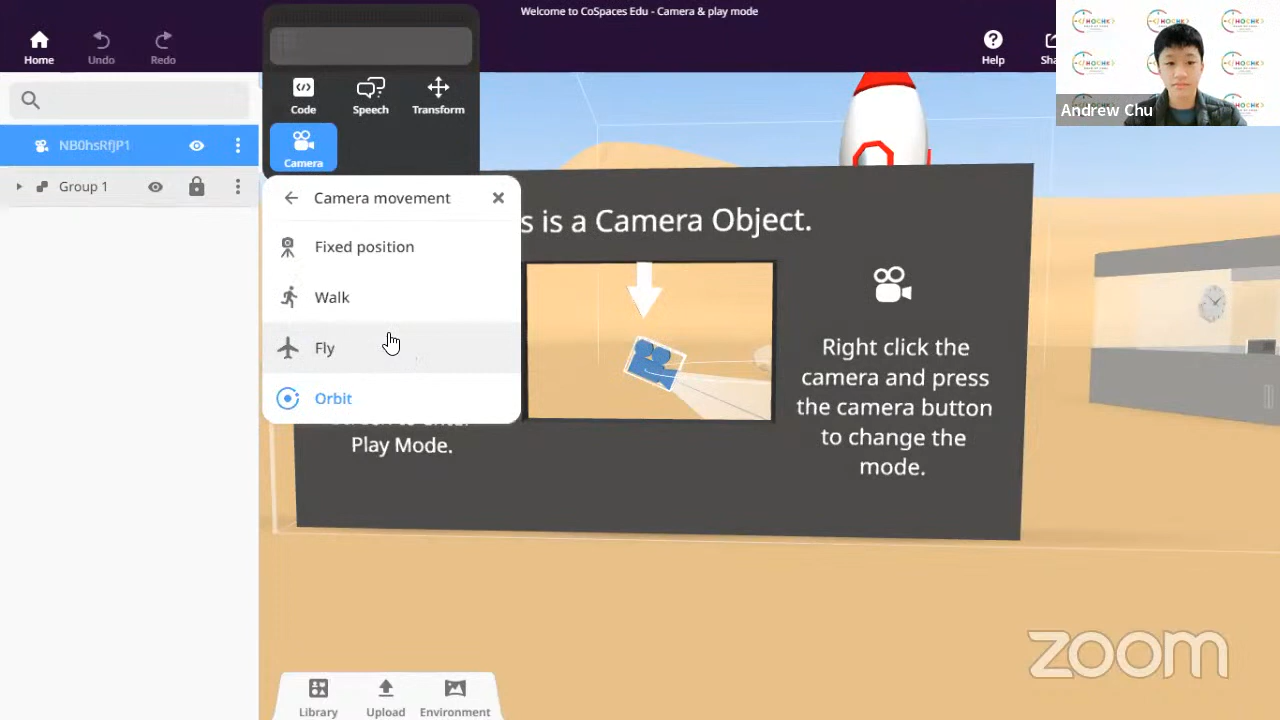 Welcome to CoSpaces Edu - Camera & play mode
Home
Undo
Redo
Help
Andrew Chu
Code
Speech
Transform
Camera
NB0hsRfJP1
Group 1
Camera movement
Fixed position
Walk
Fly
Orbit
s is a Camera Object.
Play Mode.
Right click the
camera and press
the camera button
to change the
mode.
Library
Upload
Environment
zoom